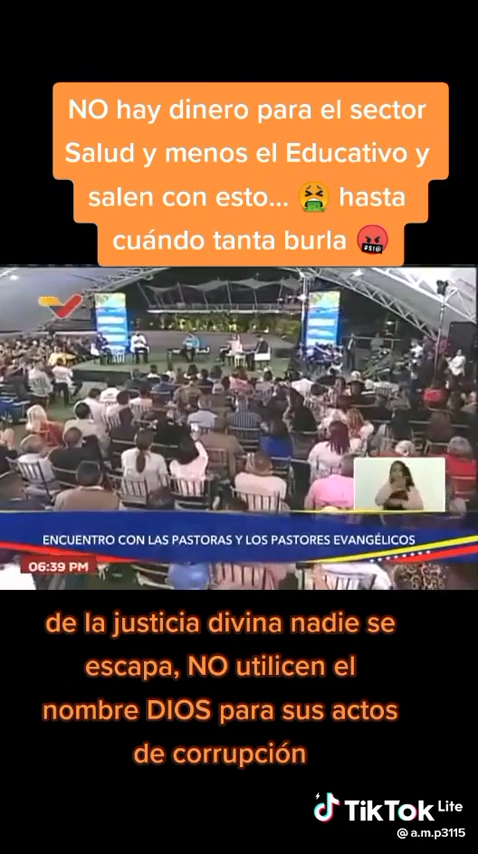 NO hay dinero para el sector
Salud y menos el Educativo y
salen con esto... 🤮 hasta
cuándo tanta burla 🤬
ENCUENTRO CON LAS PASTORAS Y LOS PASTORES EVANGÉLICOS
06:39 PM
de la justicia divina nadie se
escapa, NO utilicen el
nombre DIOS para sus actos
de corrupción
TikTok Lite
@a.m.p3115